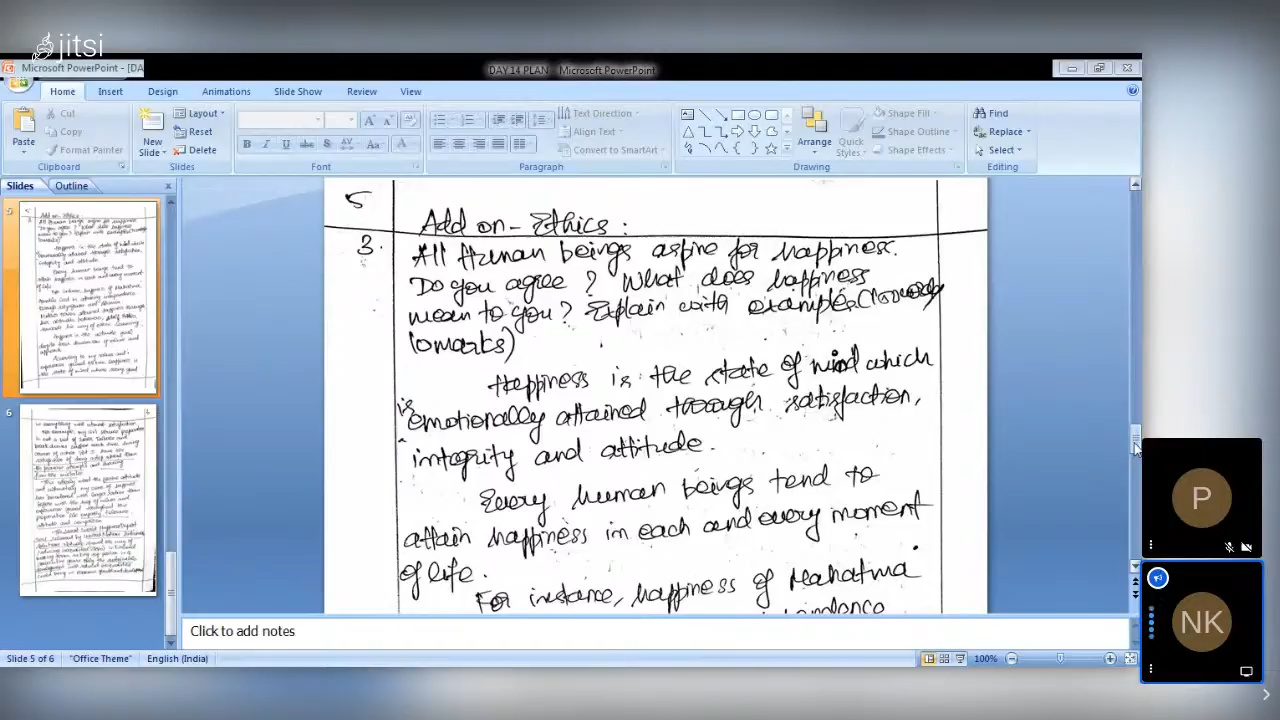 jitsi
Microsoft PowerPoint - [DA
DAY 14 PLAN Microsoft PowerPoint
Home Insert Design Animations Slide Show Review View
Paste
Cut
Copy
Format Painter
Clipboard
New
Slide
Layout
Reset
Delete
Slides
Font
Text Direction
Align Text
Convert to SmartArt
Paragraph
Arrange
Quick
Styles
Shape Fill
Shape Outline
Shape Effects
Drawing
Find
Replace
Select
Editing
Slides Outline
5
6
5
Add on - Ethics :
3. All Human beings aspire for happiness.
Do you agree ? What does happiness
mean to you ? Explain with examples
10marks)
Happiness is the state of mind which
is emotionally attained through satisfaction,
integrity and attitude.
Every human beings tend to
attain happiness in each and every moment
of life.
For instance, happiness of Mahatma
Click to add notes
Slide 5 of 6 "Office Theme" English (India) 100%
P
NK